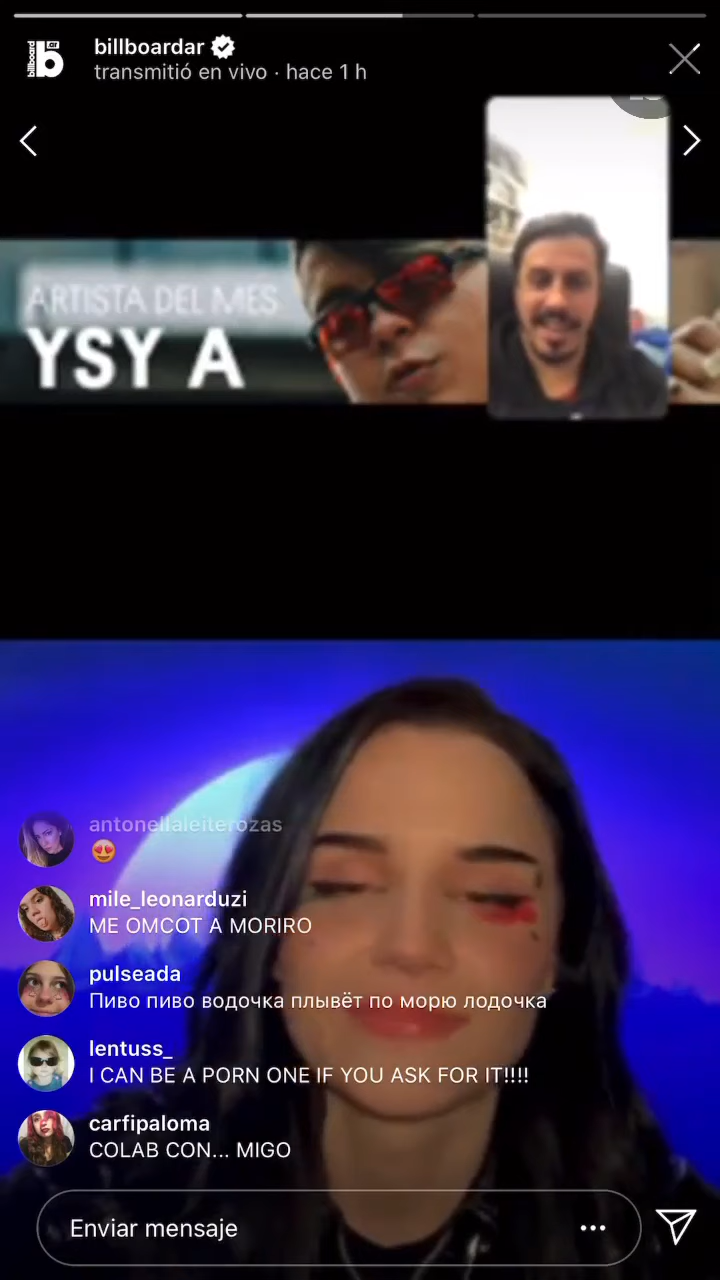 billboardar
transmitió en vivo · hace 1 h
ARTISTA DEL MES
YSY A
antonellaleiterozas
😍
mile_leonarduzi
ME OMCOT A MORIRO
pulseada
Пиво пиво водочка плывёт по морю лодочка
lentuss_
I CAN BE A PORN ONE IF YOU ASK FOR IT!!!!
carfipaloma
COLAB CON... MIGO
Enviar mensaje